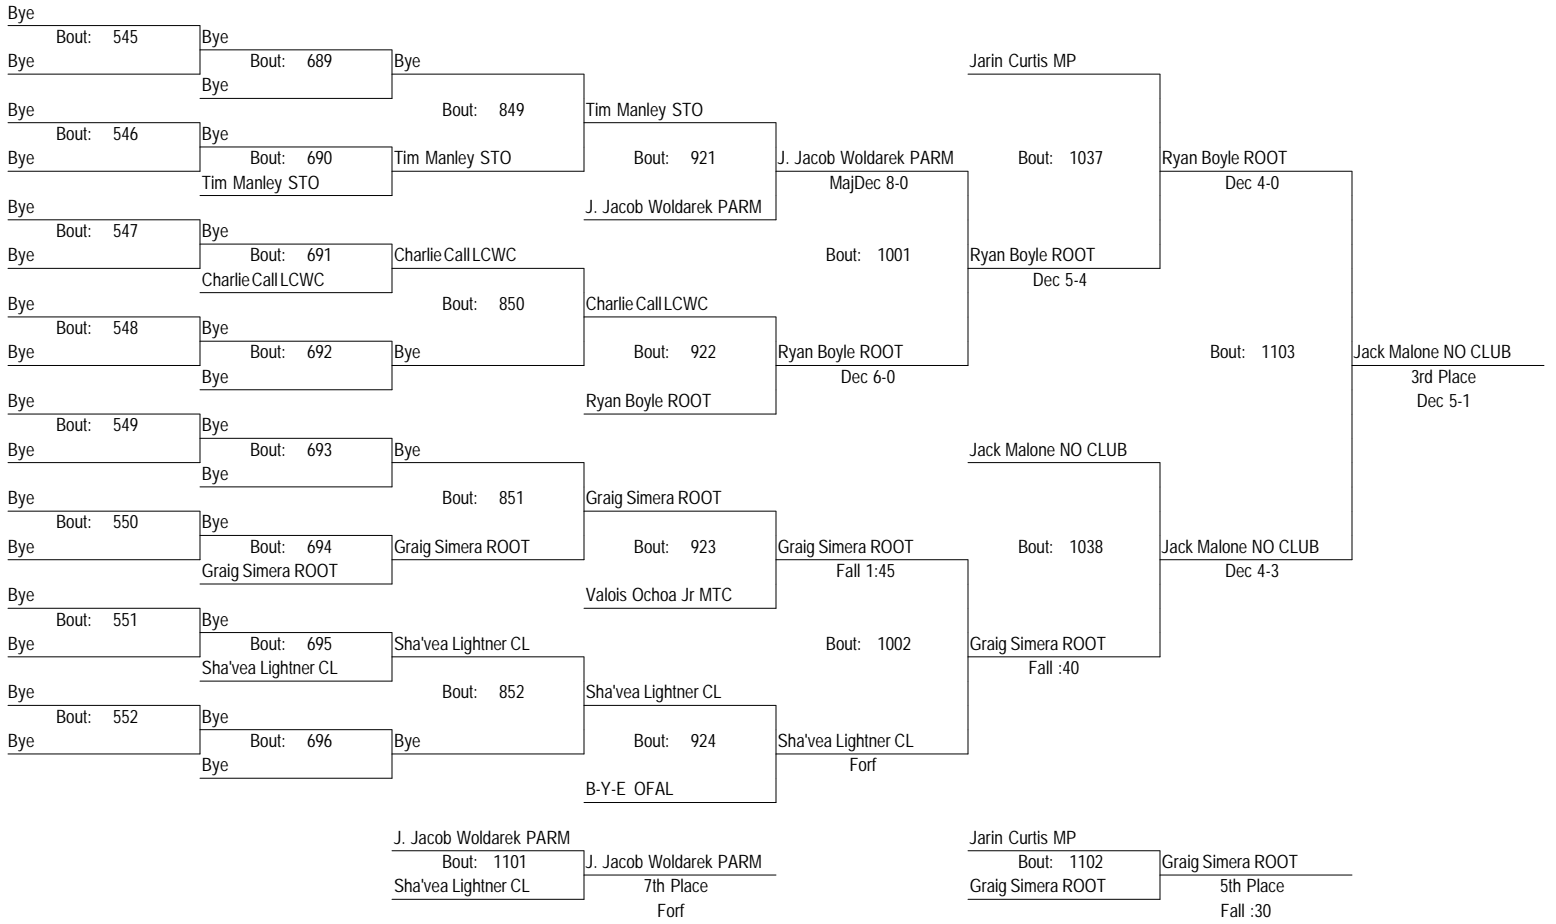 Bye
Bout: 545
Bye
Bye
Bout: 546
Bye
Bye
Bout: 547
Bye
Bye
Bout: 548
Bye
Bye
Bout: 549
Bye
Bye
Bout: 550
Bye
Bye
Bout: 551
Bye
Bye
Bout: 552
Bye
Bye
Bout: 689
Bye
Bye
Bout: 690
Tim Manley STO
Bye
Bout: 691
Charlie Call LCWC
Bye
Bout: 692
Bye
Bye
Bout: 693
Bye
Bye
Bout: 694
Graig Simera ROOT
Bye
Bout: 695
Sha'vea Lightner CL
Bye
Bout: 696
Bye
Bye
Bout: 849
Tim Manley STO
Charlie Call LCWC
Bout: 850
Bye
Bye
Bout: 851
Graig Simera ROOT
Sha'vea Lightner CL
Bout: 852
Bye
Tim Manley STO
Bout: 921
J. Jacob Woldarek PARM
Charlie Call LCWC
Bout: 922
Ryan Boyle ROOT
Graig Simera ROOT
Bout: 923
Valois Ochoa Jr MTC
Sha'vea Lightner CL
Bout: 924
B-Y-E OFAL
J. Jacob Woldarek PARM
MajDec 8-0
Bout: 1001
Ryan Boyle ROOT
Dec 6-0
Graig Simera ROOT
Fall 1:45
Bout: 1002
Sha'vea Lightner CL
Forf
Jarin Curtis MP
Bout: 1037
Ryan Boyle ROOT
Dec 5-4
Jack Malone NO CLUB
Bout: 1038
Graig Simera ROOT
Fall :40
Ryan Boyle ROOT
Dec 4-0
Bout: 1103
Jack Malone NO CLUB
Dec 4-3
Jack Malone NO CLUB
3rd Place
Dec 5-1
J. Jacob Woldarek PARM
Bout: 1101
Sha'vea Lightner CL
J. Jacob Woldarek PARM
7th Place
Forf
Jarin Curtis MP
Bout: 1102
Graig Simera ROOT
Graig Simera ROOT
5th Place
Fall :30